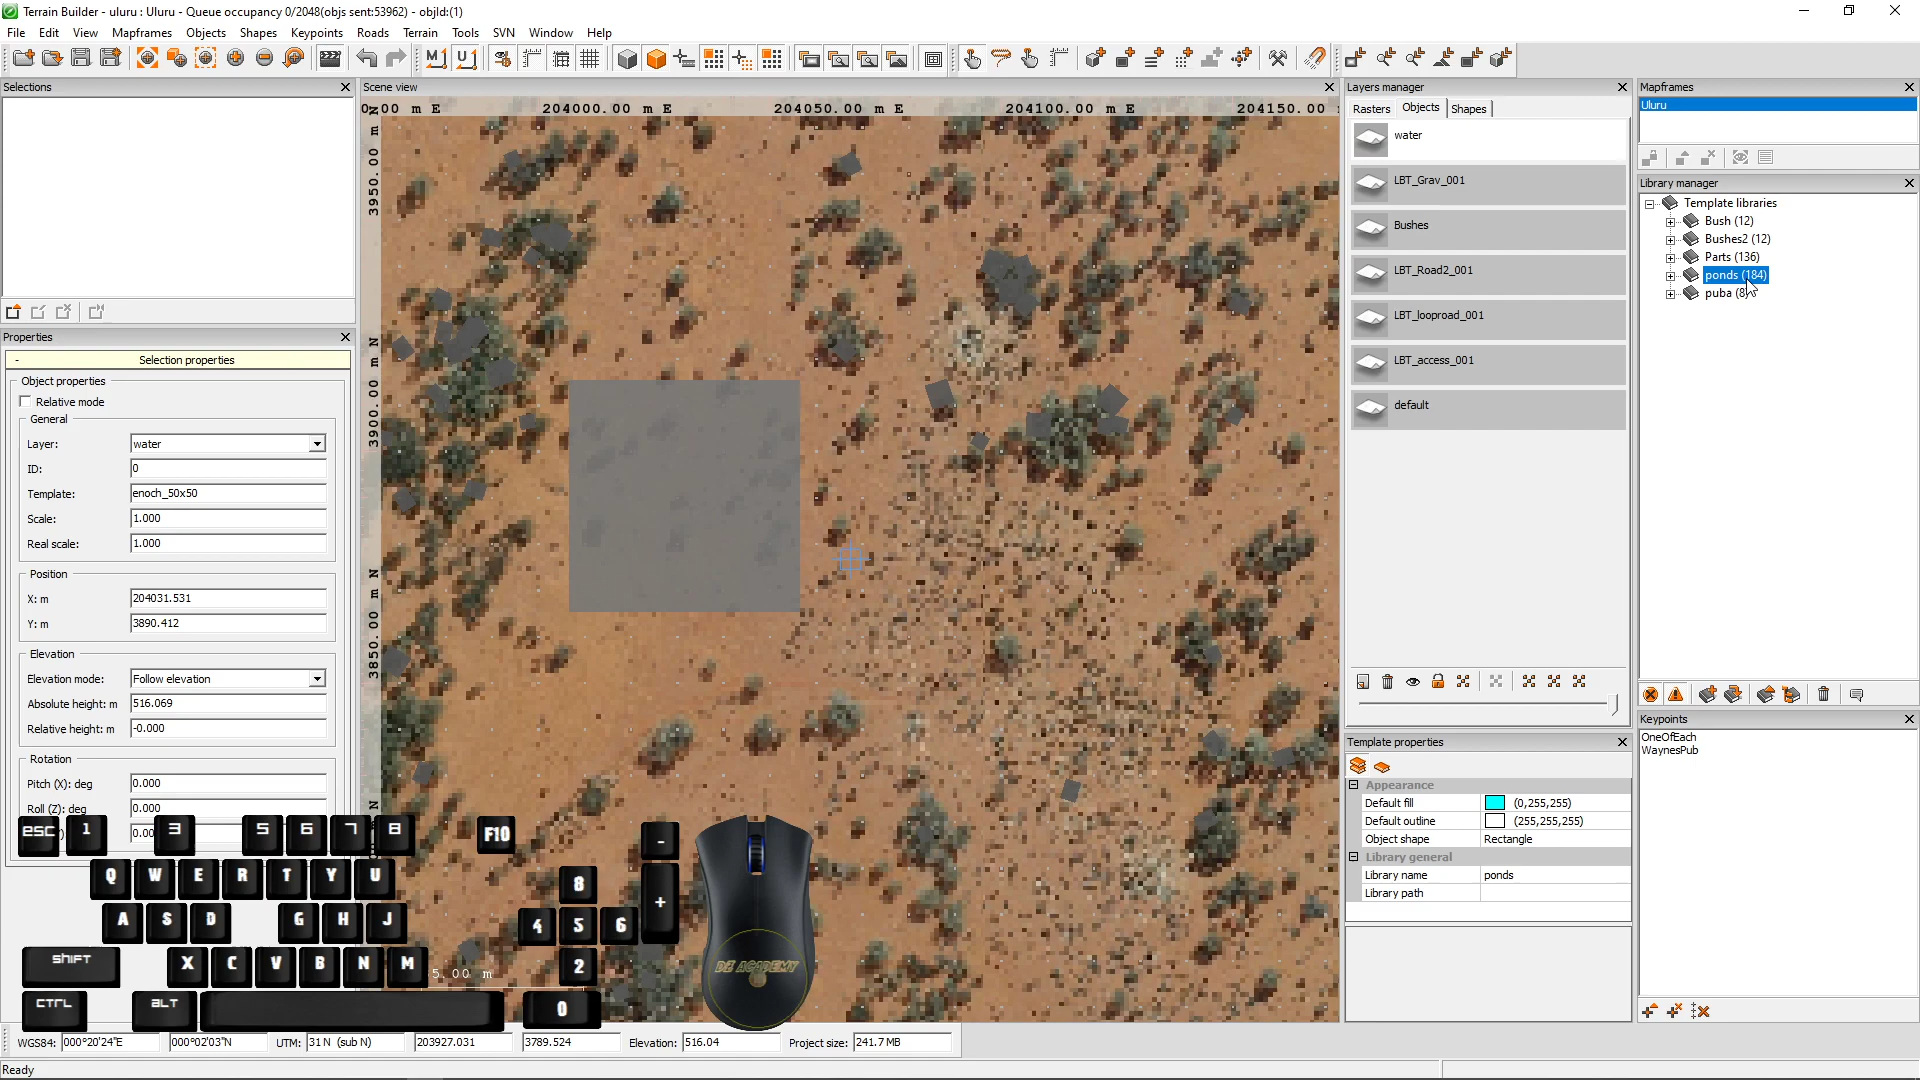 Terrain Builder - uluru : Uluru - Queue occupancy 0/2048(objs sent:53962) - objId:(1)
File Edit View Mapframes Objects Shapes Keypoints Roads Terrain Tools SVN Window Help
Selections
Scene view
204000.00 m E 204050.00 m E 204100.00 m E 204150.00
3950.00 m N
3900.00 m N
3850.00 m N
5.00 m
Properties
- Selection properties
Object properties
Relative mode
General
Layer: water
ID: 0
Template: enoch_50x50
Scale: 1.000
Real scale: 1.000
Position
X: m 204031.531
Y: m 3890.412
Elevation
Elevation mode: Follow elevation
Absolute height: m 516.069
Relative height: m -0.000
Rotation
Pitch (X): deg 0.000
Roll (Z): deg 0.000
esc 1 3 5 6 7 8 F10 -
Q W E R T Y U 8 +
A S D G H J 4 5 6
SHIFT X C V B N M 2
CTRL ALT 0
DZ ACADEMY
Layers manager
Rasters Objects Shapes
water
LBT_Grav_001
Bushes
LBT_Road2_001
LBT_looproad_001
LBT_access_001
default
Template properties
Appearance
Default fill (0,255,255)
Default outline (255,255,255)
Object shape Rectangle
Library general
Library name ponds
Library path
Mapframes
Uluru
Library manager
Template libraries
Bush (12)
Bushes2 (12)
Parts (136)
ponds (184)
puba
Keypoints
OneOfEach
WaynesPub
WGS84: 000°20'24"E 000°02'03"N UTM: 31 N (sub N) 203927.031 3789.524 Elevation: 516.04 Project size: 241.7 MB
Ready